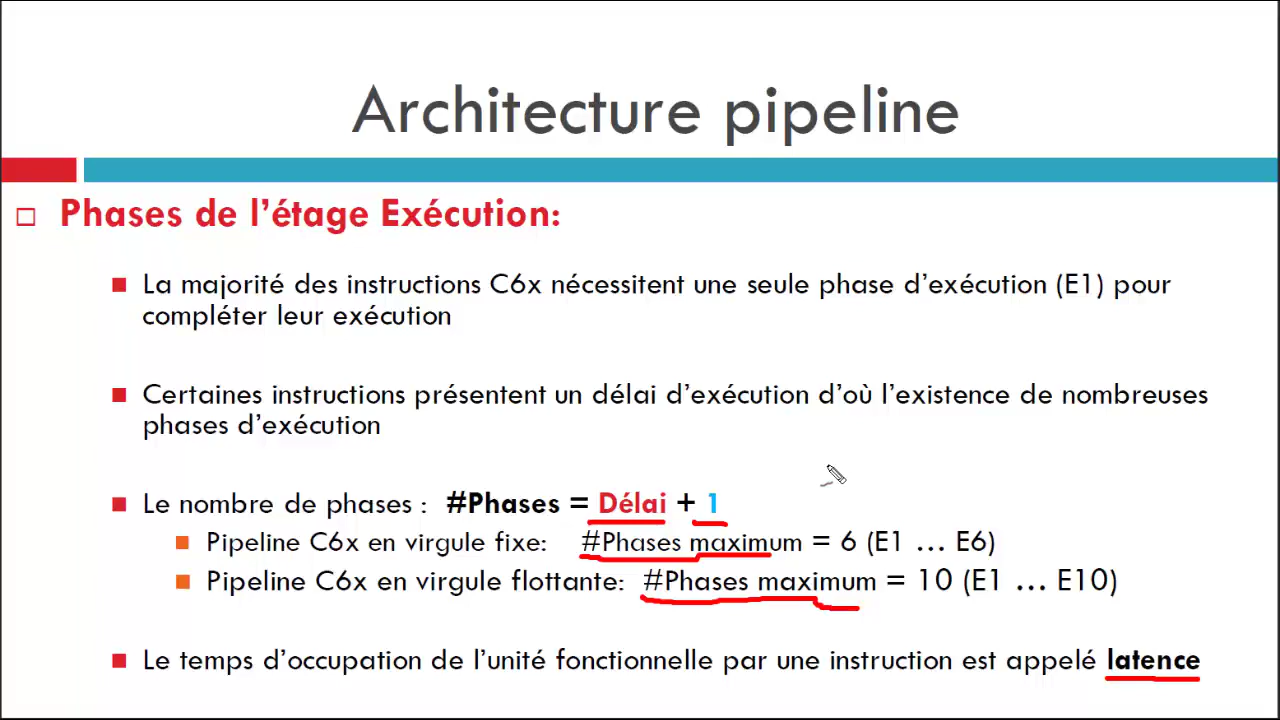 Architecture pipeline
Phases de l’étage Exécution:
La majorité des instructions C6x nécessitent une seule phase d’exécution (E1) pour
compléter leur exécution
Certaines instructions présentent un délai d’exécution d’où l’existence de nombreuses
phases d’exécution
Le nombre de phases : #Phases = Délai + 1
Pipeline C6x en virgule fixe: #Phases maximum = 6 (E1 … E6)
Pipeline C6x en virgule flottante: #Phases maximum = 10 (E1 … E10)
Le temps d’occupation de l’unité fonctionnelle par une instruction est appelé latence